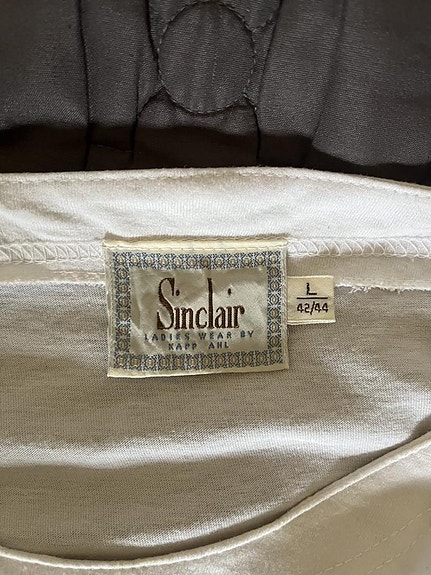 Sinclair
LADIES WEAR BY
KAPP AHL
L
42/44